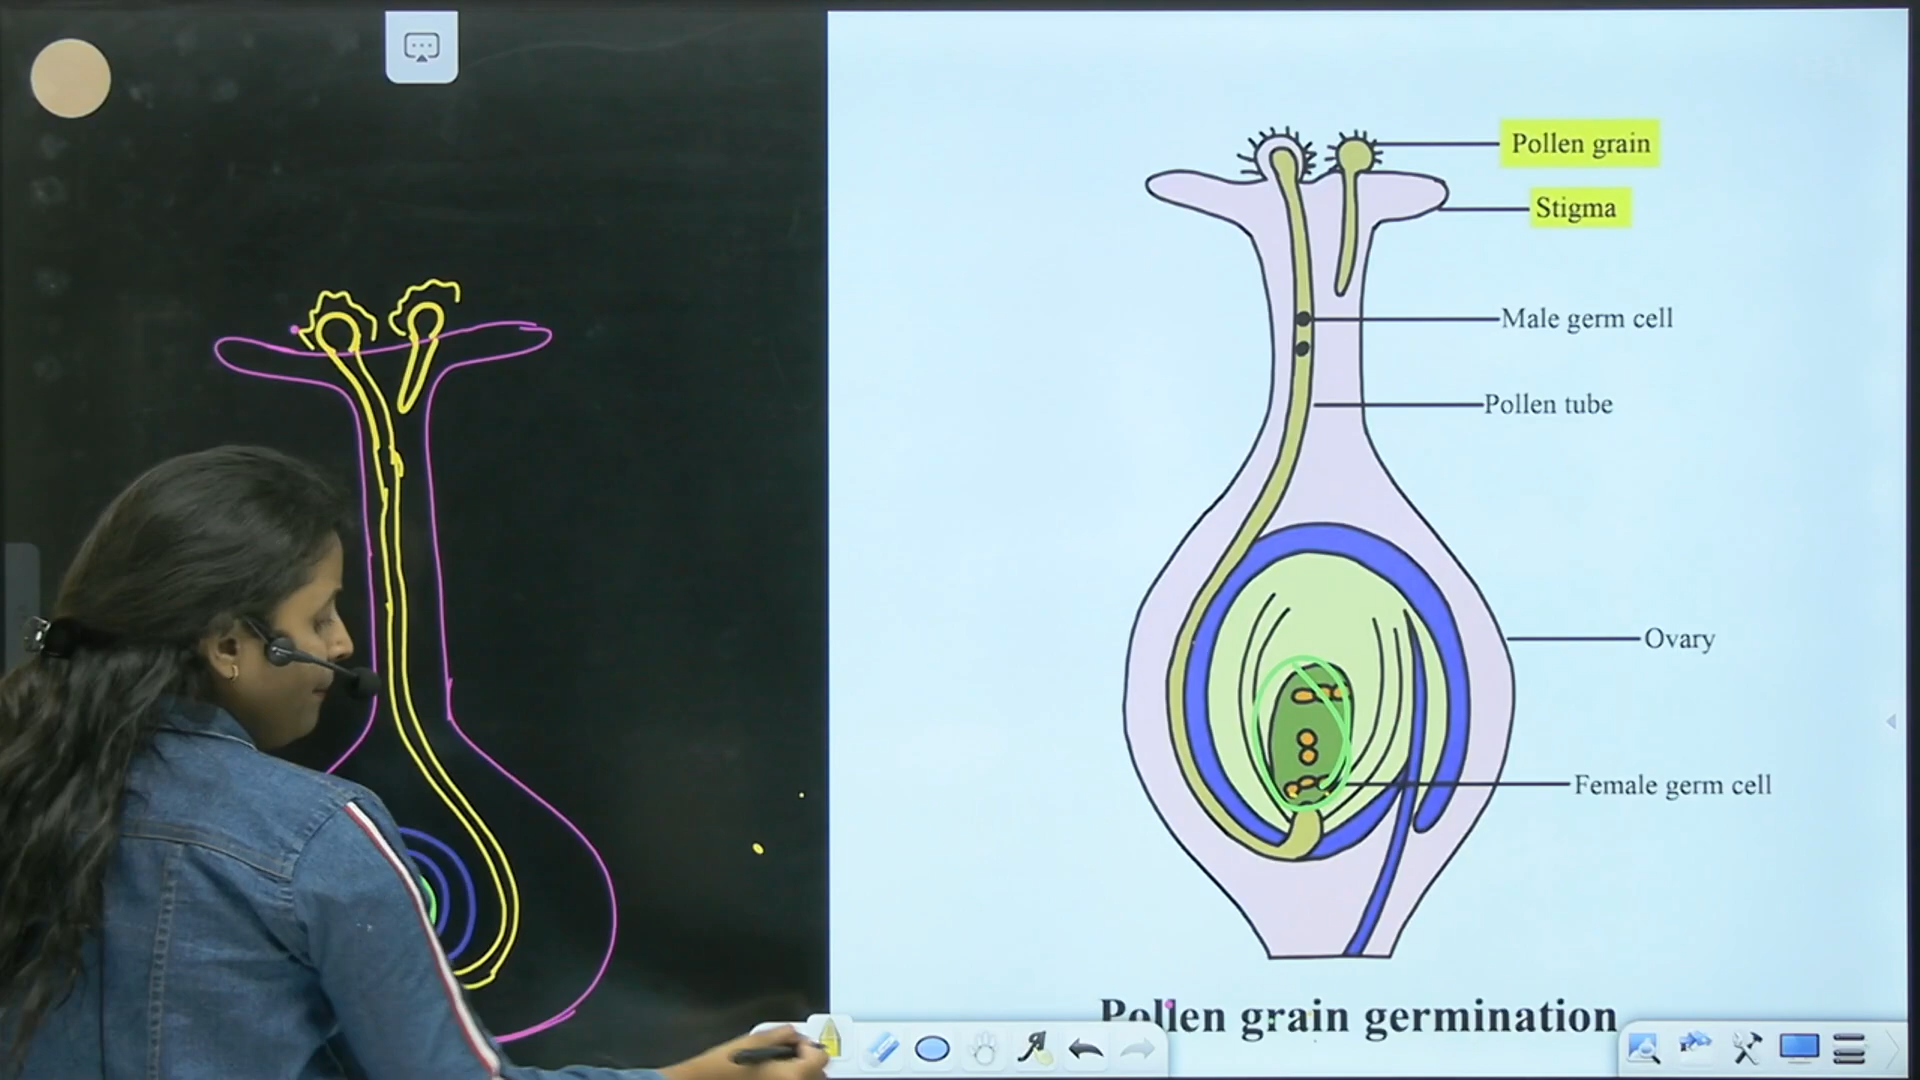 Pollen grain
Stigma
Male germ cell
Pollen tube
Ovary
Female germ cell
Pollen grain germination